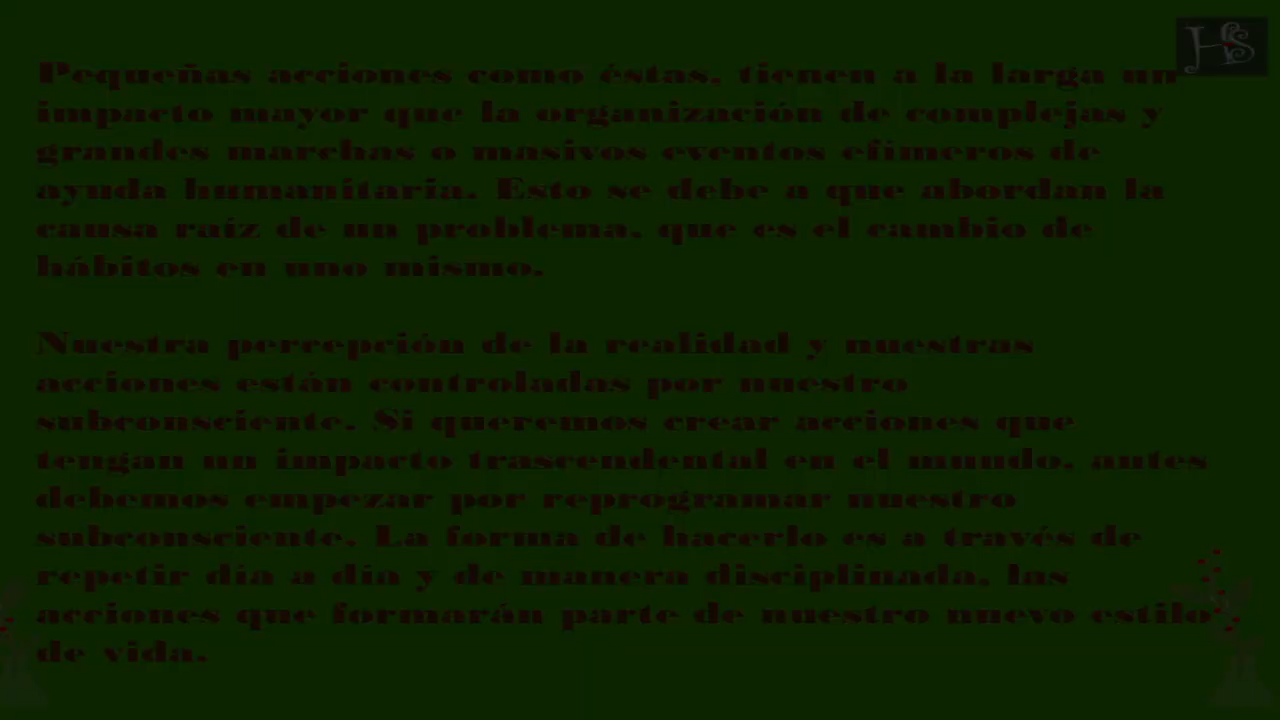 HS
Pequeñas acciones como éstas, tienen a la larga un
impacto mayor que la organización de complejas y
grandes marchas o masivos eventos efímeros de
ayuda humanitaria. Esto se debe a que abordan la
causa raíz de un problema, que es el cambio de
hábitos en uno mismo.
Nuestra percepción de la realidad y nuestras
acciones están controladas por nuestro
subconsciente. Si queremos crear acciones que
tengan un impacto trascendental en el mundo, antes
debemos empezar por reprogramar nuestro
subconsciente. La forma de hacerlo es a través de
repetir día a día y de manera disciplinada, las
acciones que formarán parte de nuestro nuevo estilo
de vida.